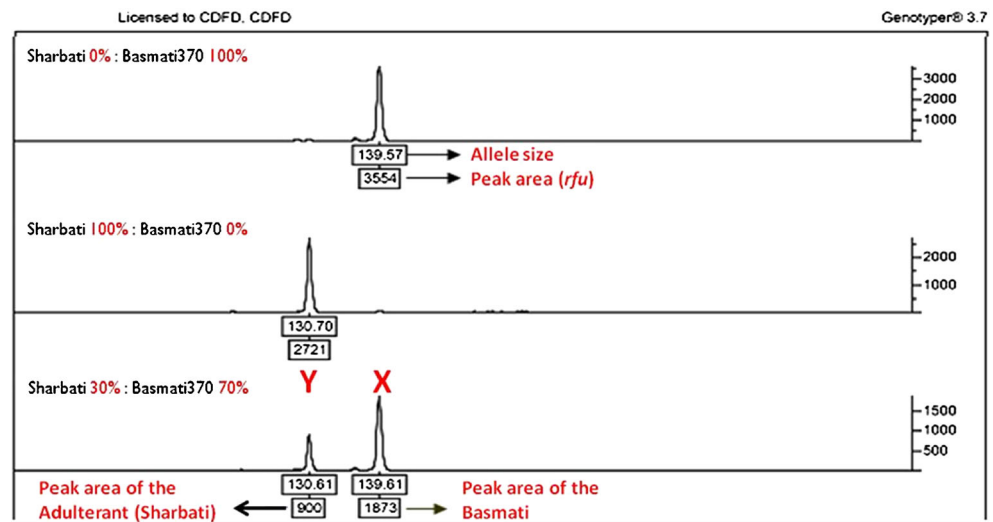 Licensed to CDFD, CDFD Genotyper® 3.7
Sharbati 0% : Basmati370 100%
3000
2000
1000
139.57 Allele size
3554 Peak area (rfu)
Sharbati 100% : Basmati370 0%
2000
1000
130.70
2721
Sharbati 30% : Basmati370 70%
Y X
1500
1000
500
130.61 139.61
900 1873
Peak area of the
Adulterant (Sharbati)
Peak area of the
Basmati